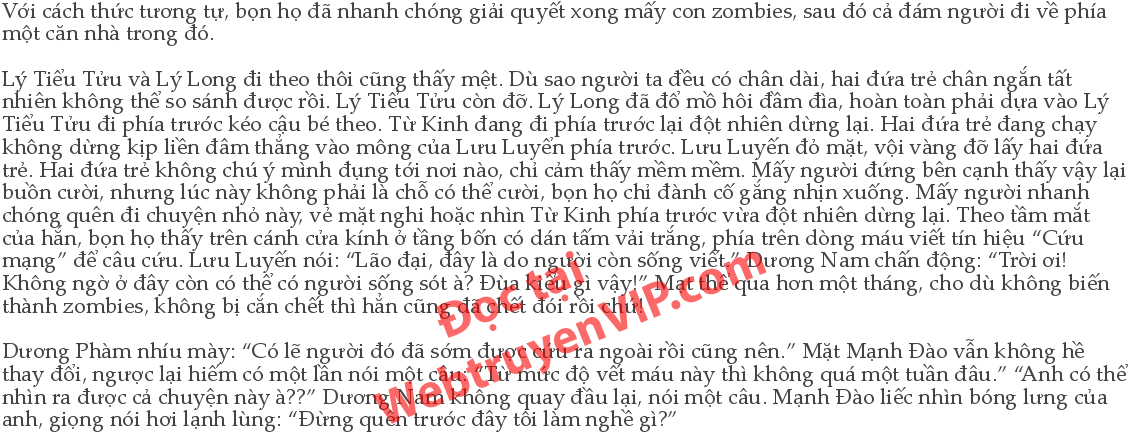 Với cách thức tương tự, bọn họ đã nhanh chóng giải quyết xong mấy con zombies, sau đó cả đám người đi về phía
một căn nhà trong đó.
Lý Tiểu Tửu và Lý Long đi theo thôi cũng thấy mệt. Dù sao người ta đều có chân dài, hai đứa trẻ chân ngắn tất
nhiên không thể so sánh được rồi. Lý Tiểu Tửu còn đỡ. Lý Long đã đổ mồ hôi đầm đìa, hoàn toàn phải dựa vào Lý
Tiểu Tửu đi phía trước kéo cậu bé theo. Từ Kinh đang đi phía trước lại đột nhiên dừng lại. Hai đứa trẻ đang chạy
không dừng kịp liền đâm thẳng vào mông của Lưu Luyến phía trước. Lưu Luyến đỏ mặt, vội vàng đỡ lấy hai đứa
trẻ. Hai đứa trẻ không chú ý mình đụng tới nơi nào, chỉ cảm thấy mềm mềm. Mấy người đứng bên cạnh thấy vậy lại
buồn cười, nhưng lúc này không phải là chỗ có thể cười, bọn họ chỉ đành cố gắng nhịn xuống. Mấy người nhanh
chóng quên đi chuyện nhỏ này, vẻ mặt nghi hoặc nhìn Từ Kinh phía trước vừa đột nhiên dừng lại. Theo tầm mắt
của hắn, bọn họ thấy trên cánh cửa kính ở tầng bốn có dán tấm vải trắng, phía trên dòng máu viết tín hiệu “Cứu
mạng” để cầu cứu. Lưu Luyến nói: “Lão đại, đây là do người còn sống viết.” Dương Nam chấn động: “Trời ơi!
Không ngờ ở đây còn có thể có người sống sót à? Đùa kiểu gì vậy!” Mạt thế qua hơn một tháng, cho dù không biến
thành zombies, không bị cắn chết thì hẳn cũng đã chết đói rồi chứ!
Dương Phàm nhíu mày: “Có lẽ người đó đã sớm được cứu ra ngoài rồi cũng nên.” Mặt Mạnh Đào vẫn không hề
thay đổi, ngược lại hiếm có một lần nói một câu: “Từ mức độ vết máu này thì không quá một tuần đâu.” “Anh có thể
nhìn ra được cả chuyện này à??” Dương Nam không quay đầu lại, nói một câu. Mạnh Đào liếc nhìn bóng lưng của
anh, giọng nói hơi lạnh lùng: “Đừng quên trước đây tôi làm nghề gì?”
Đọc tại
WebtruyenVIP.com